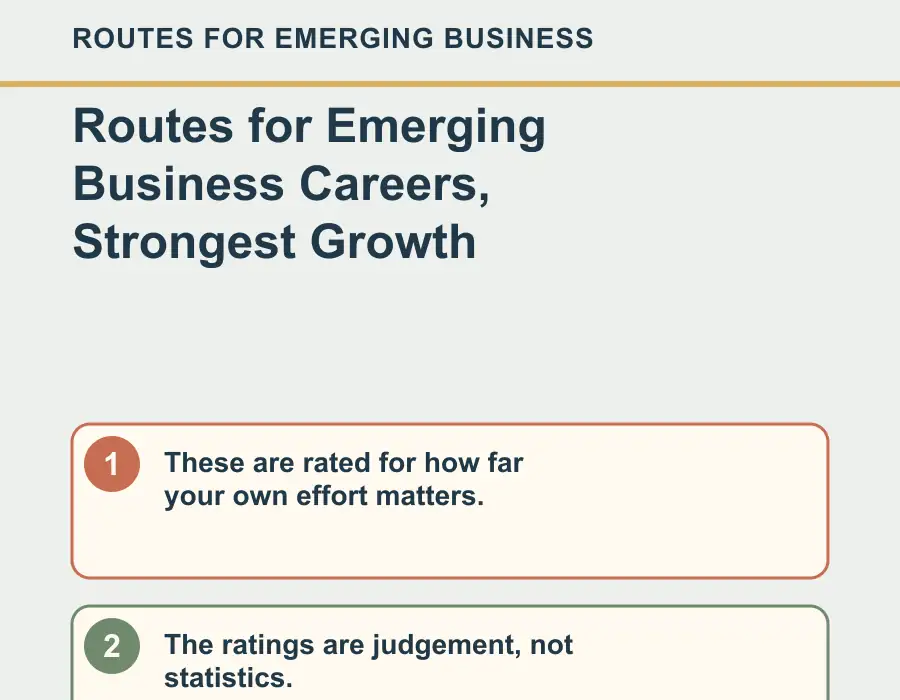 ROUTES FOR EMERGING BUSINESS
Routes for Emerging
Business Careers,
Strongest Growth
1
These are rated for how far
your own effort matters.
2
The ratings are judgement, not
statistics.